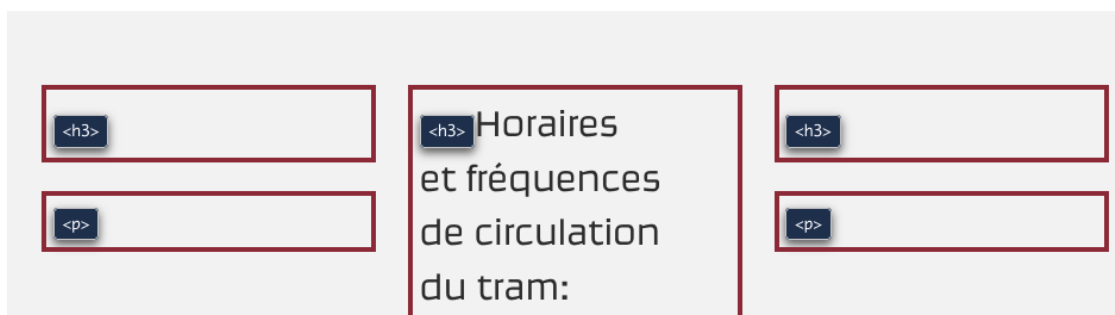 <h3>
<p>
<h3> Horaires
et fréquences
de circulation
du tram:
<h3>
<p>